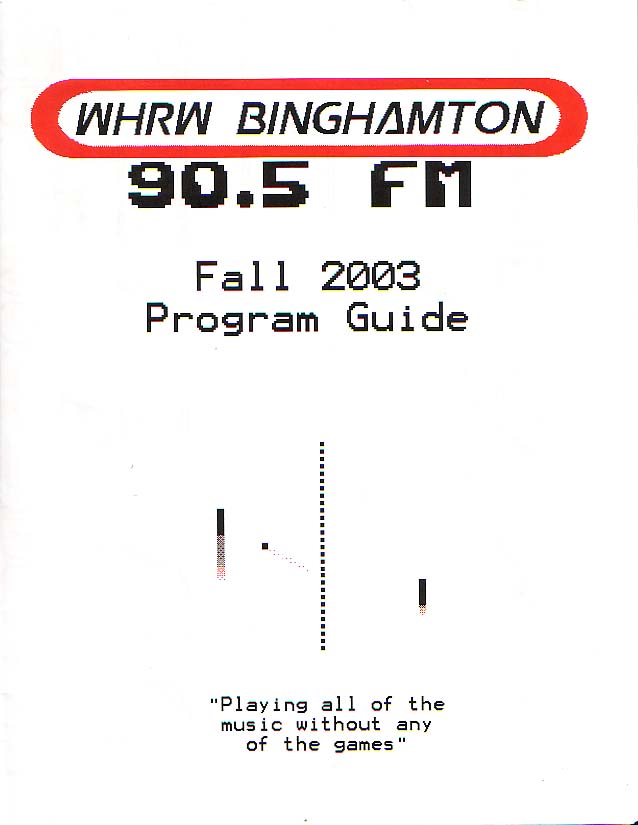 WHRW BINGHAMTON
90.5 FM
Fall 2003
Program Guide
"Playing all of the
music without any
of the games"